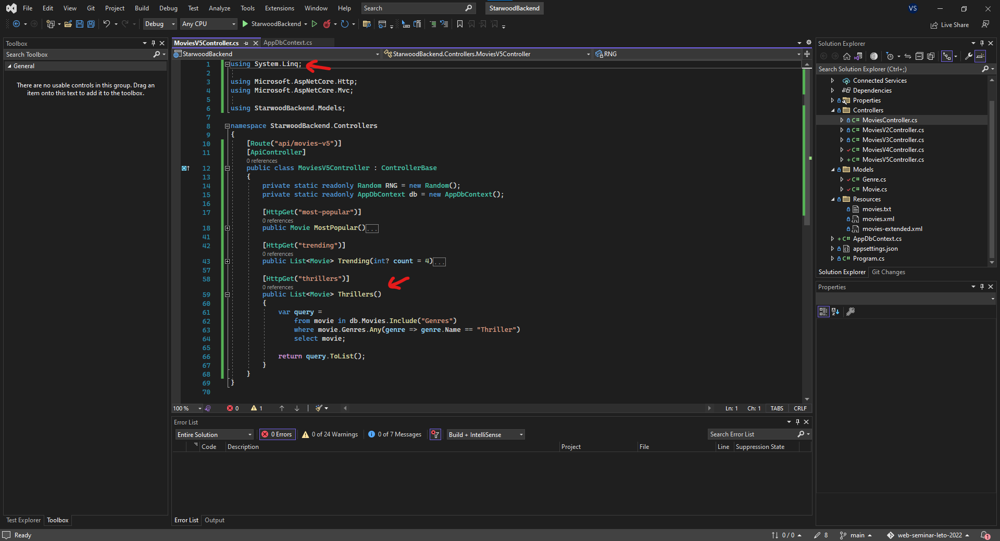 File Edit View Git Project Build Debug Test Analyze Tools Extensions Window Help Search StarwoodBackend VS
Debug Any CPU StarwoodBackend Live Share
Toolbox
Search Toolbox
General
There are no usable controls in this group. Drag an
item onto this text to add it to the toolbox.
Test Explorer Toolbox
MoviesV5Controller.cs AppDbContext.cs
StarwoodBackend StarwoodBackend.Controllers.MoviesV5Controller RNG
1 using System.Linq;
2
3 using Microsoft.AspNetCore.Http;
4 using Microsoft.AspNetCore.Mvc;
5
6 using StarwoodBackend.Models;
7
8 namespace StarwoodBackend.Controllers
9 {
10 [Route("api/movies-v5")]
11 [ApiController]
0 references
12 public class MoviesV5Controller : ControllerBase
13 {
14 private static readonly Random RNG = new Random();
15 private static readonly AppDbContext db = new AppDbContext();
16
17 [HttpGet("most-popular")]
0 references
18 public Movie MostPopular()...
41
42 [HttpGet("trending")]
0 references
43 public List<Movie> Trending(int? count = 4)...
57
58 [HttpGet("thrillers")]
0 references
59 public List<Movie> Thrillers()
60 {
61 var query =
62 from movie in db.Movies.Include("Genres")
63 where movie.Genres.Any(genre => genre.Name == "Thriller")
64 select movie;
65
66 return query.ToList();
67 }
68 }
69 }
70
100 % 0 1 Ln: 1 Ch: 1 TABS CRLF
Error List
Entire Solution 0 Errors 0 of 24 Warnings 0 of 7 Messages Build + IntelliSense Search Error List
Code Description Project File Line Suppression State
Error List Output
Solution Explorer
Search Solution Explorer (Ctrl+;)
Connected Services
Dependencies
Properties
Controllers
C# MoviesController.cs
C# MoviesV2Controller.cs
C# MoviesV3Controller.cs
C# MoviesV4Controller.cs
C# MoviesV5Controller.cs
Models
C# Genre.cs
C# Movie.cs
Resources
movies.txt
movies.xml
movies-extended.xml
C# AppDbContext.cs
appsettings.json
C# Program.cs
Solution Explorer Git Changes
Properties
Ready 0 / 0 8 main web-seminar-leto-2022 1